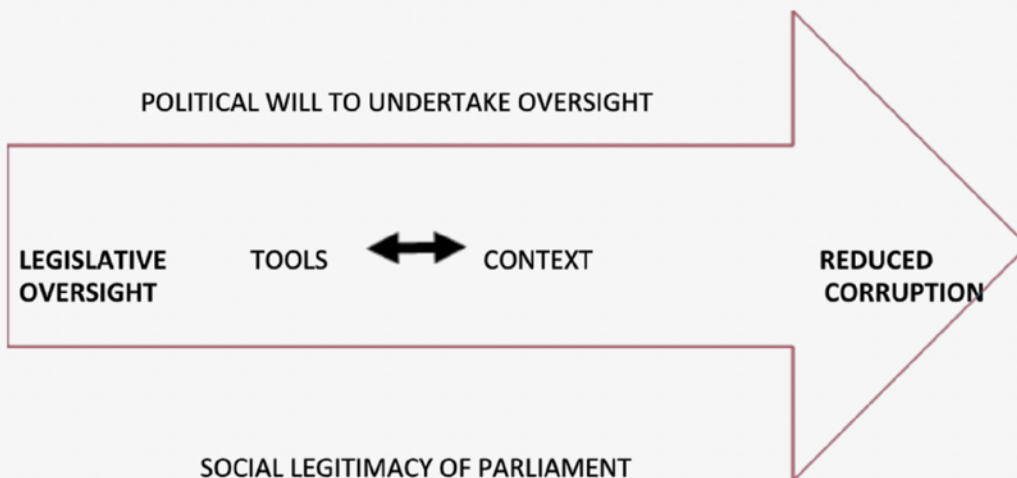 POLITICAL WILL TO UNDERTAKE OVERSIGHT
LEGISLATIVE
OVERSIGHT
TOOLS
CONTEXT
REDUCED
CORRUPTION
SOCIAL LEGITIMACY OF PARLIAMENT